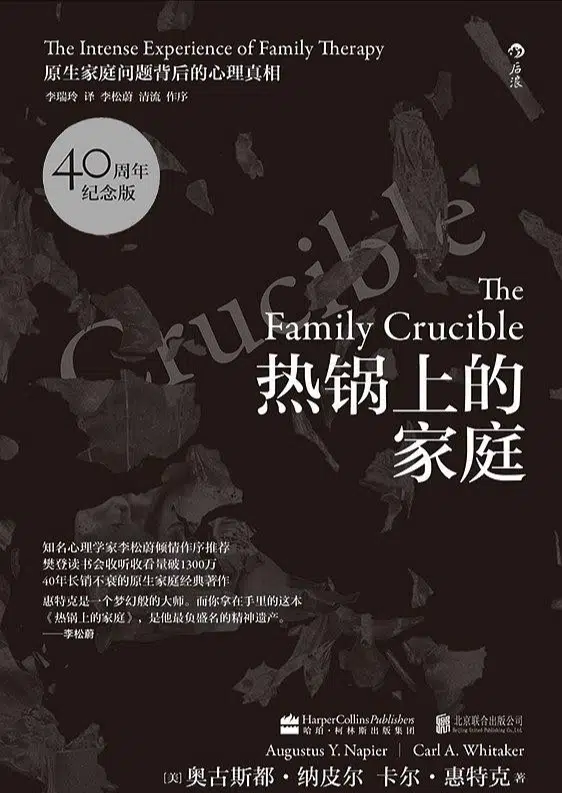 The Intense Experience of Family Therapy
原生家庭问题背后的心理真相
李瑞玲 译 李松蔚 清流 作序
后浪
40周年
纪念版
Crucible
The
Family Crucible
热锅上的
家庭
知名心理学家李松蔚倾情作序推荐
樊登读书会收听收看量破1300万
40年长销不衰的原生家庭经典著作
惠特克是一个梦幻般的大师。而你拿在手里的这本
《热锅上的家庭》，是他最负盛名的精神遗产。
——李松蔚
HarperCollinsPublishers
哈珀·柯林斯出版集团
北京联合出版公司
Beijing United Publishing Co.,Ltd.
Augustus Y. Napier | Carl A. Whitaker
［美］奥古斯都·纳皮尔 卡尔·惠特克 著